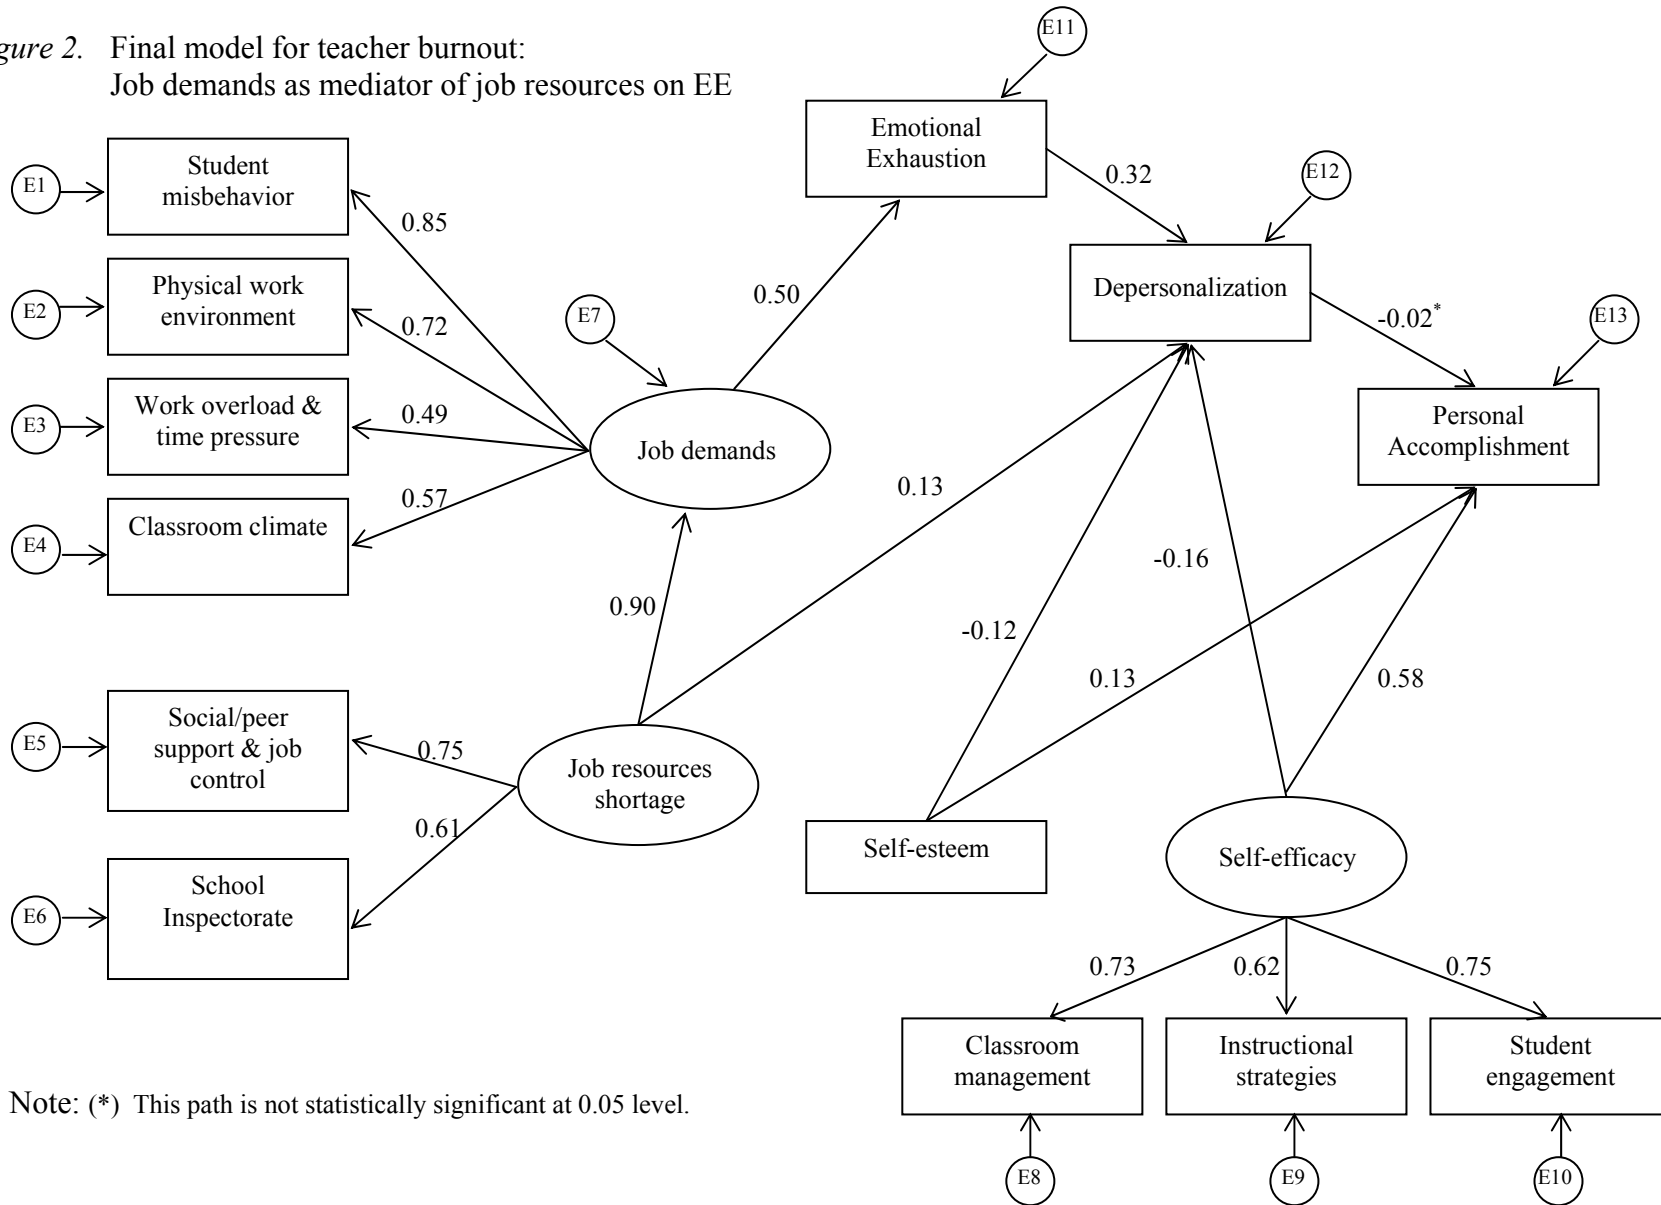 gure 2. Final model for teacher burnout:
Job demands as mediator of job resources on EE
E11
Emotional
Exhaustion
E12
0.32
E1
Student
misbehavior
0.85
Depersonalization
E2
Physical work
environment
0.72
E7
0.50
-0.02*
E13
E3
Work overload &
time pressure
0.49
Job demands
Personal
Accomplishment
0.57
E4
Classroom climate
0.13
-0.16
0.90
-0.12
0.13
0.58
E5
Social/peer
support & job
control
0.75
Job resources
shortage
0.61
Self-esteem
Self-efficacy
E6
School
Inspectorate
0.73
0.62
0.75
Classroom
management
Instructional
strategies
Student
engagement
Note: (*) This path is not statistically significant at 0.05 level.
E8
E9
E10